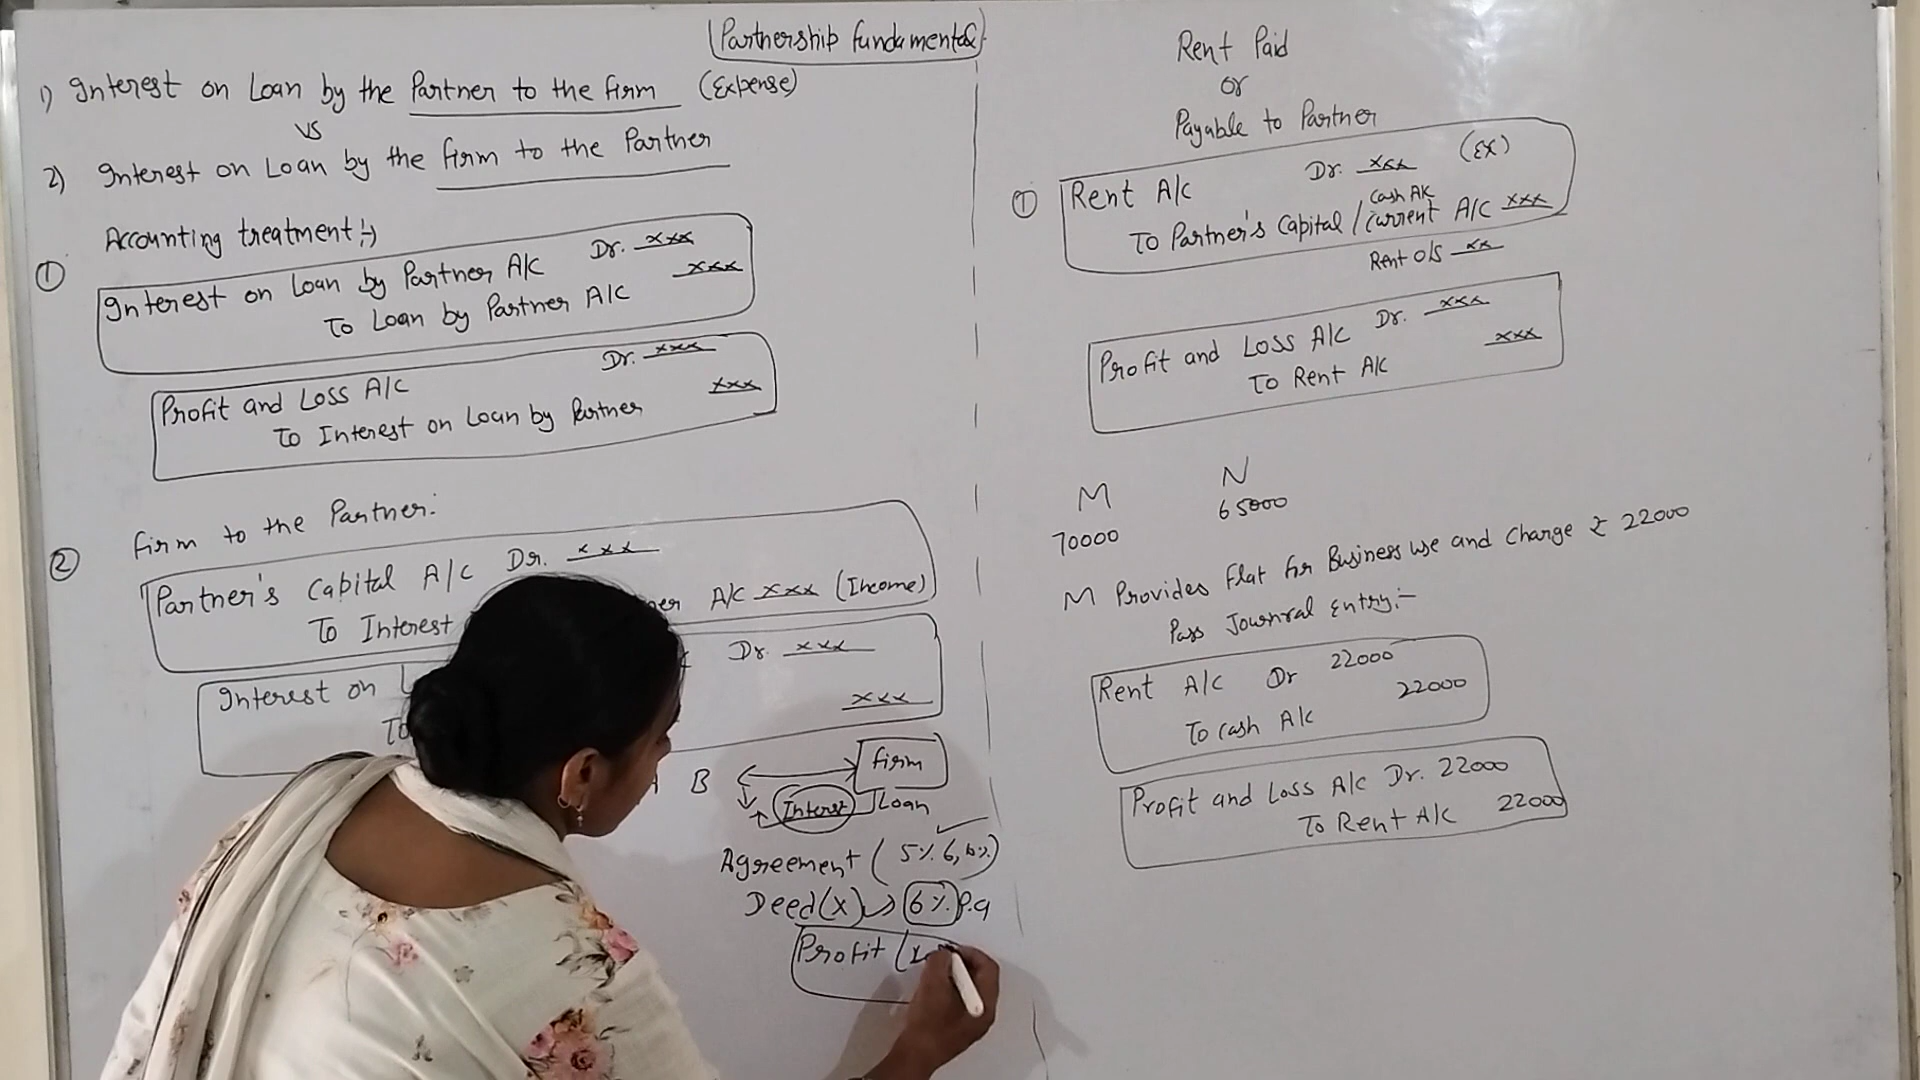 Partnership Fundamentals
1) Interest on Loan by the Partner to the firm (Expense)
VS
2) Interest on Loan by the firm to the Partner
Accounting treatment:-)
① Interest on Loan by Partner A/c Dr. xxx
To Loan by Partner A/C xxx
Profit and Loss A/c Dr. xxx
To Interest on Loan by Partner xxx
② firm to the Partner:
Partner's Capital A/c Dr. xxx
To Interest A/c xxx (Income)
Interest on Dr. xxx
To xxx
B firm
Interst Loan
Agreement ( 5%
Deed(x) → 6% P.a
Profit (x
Rent Paid
or
Payable to Partner
① Rent A/c Dr. xxx (Ex)
Cash A/c
To Partner's Capital / Current A/C xxx
Rent O/S xx
Profit and Loss A/c Dr. xxx
To Rent A/c xxx
M N
70000 65000
M Provides Flat for Business use and Charge ₹ 22000
Pass Journral Entry:-
Rent A/c Dr 22000
To cash A/c 22000
Profit and Loss A/c Dr. 22000
To Rent A/c 22000